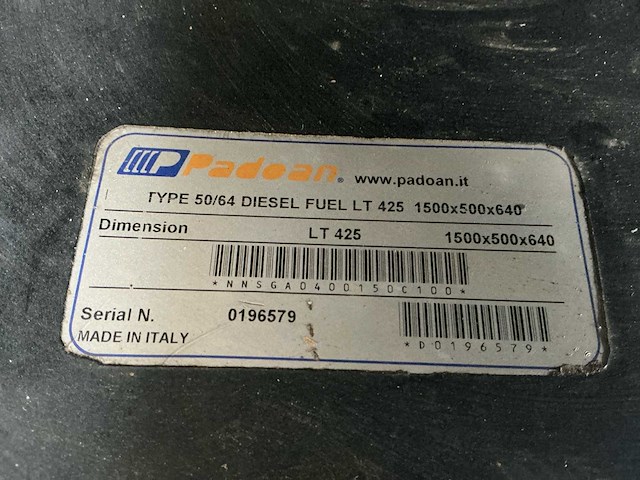 Padoan® www.padoan.it
TYPE 50/64 DIESEL FUEL LT 425 1500x500x640
Dimension LT 425 1500x500x640
*NNSGA0400150C100*
Serial N. 0196579
*D0196579*
MADE IN ITALY